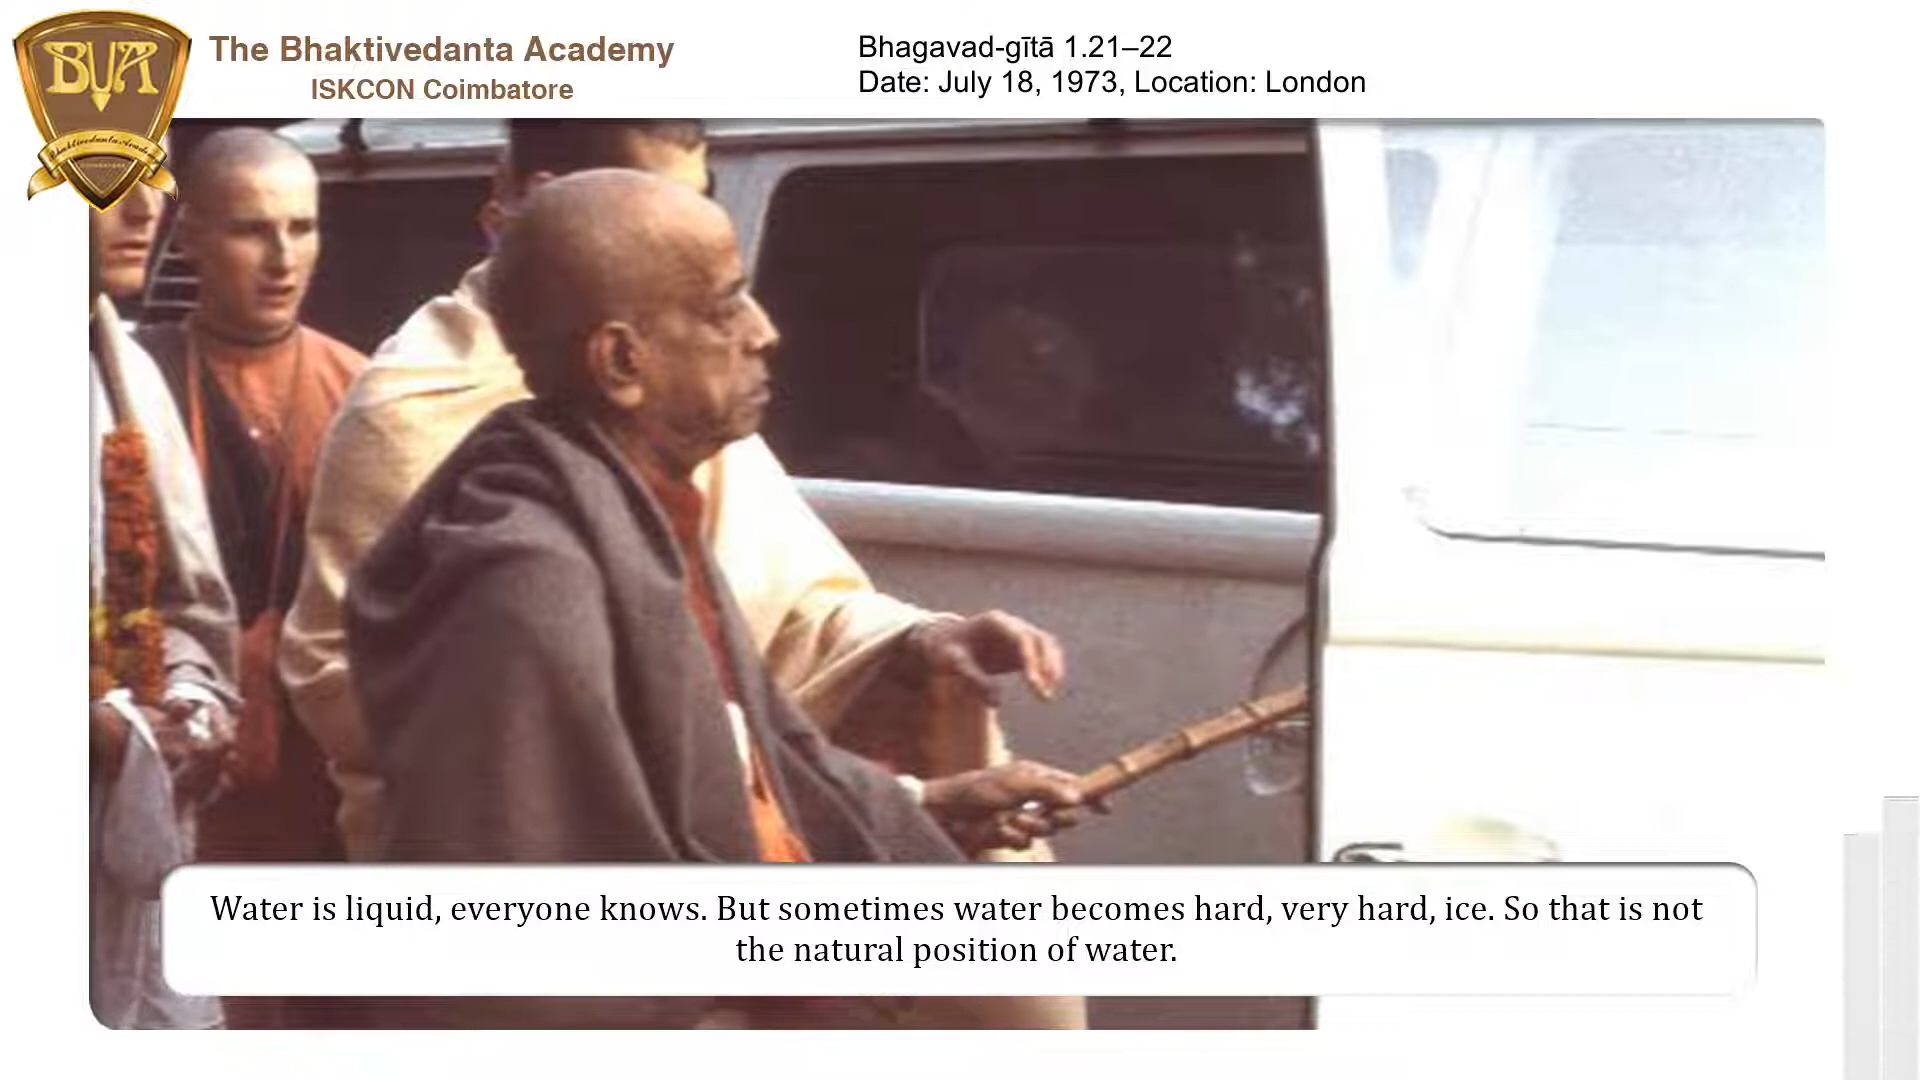 BVA
The Bhaktivedanta Academy
ISKCON Coimbatore
Bhagavad-gītā 1.21–22
Date: July 18, 1973, Location: London
Bhaktivedanta Academy
Water is liquid, everyone knows. But sometimes water becomes hard, very hard, ice. So that is not
the natural position of water.